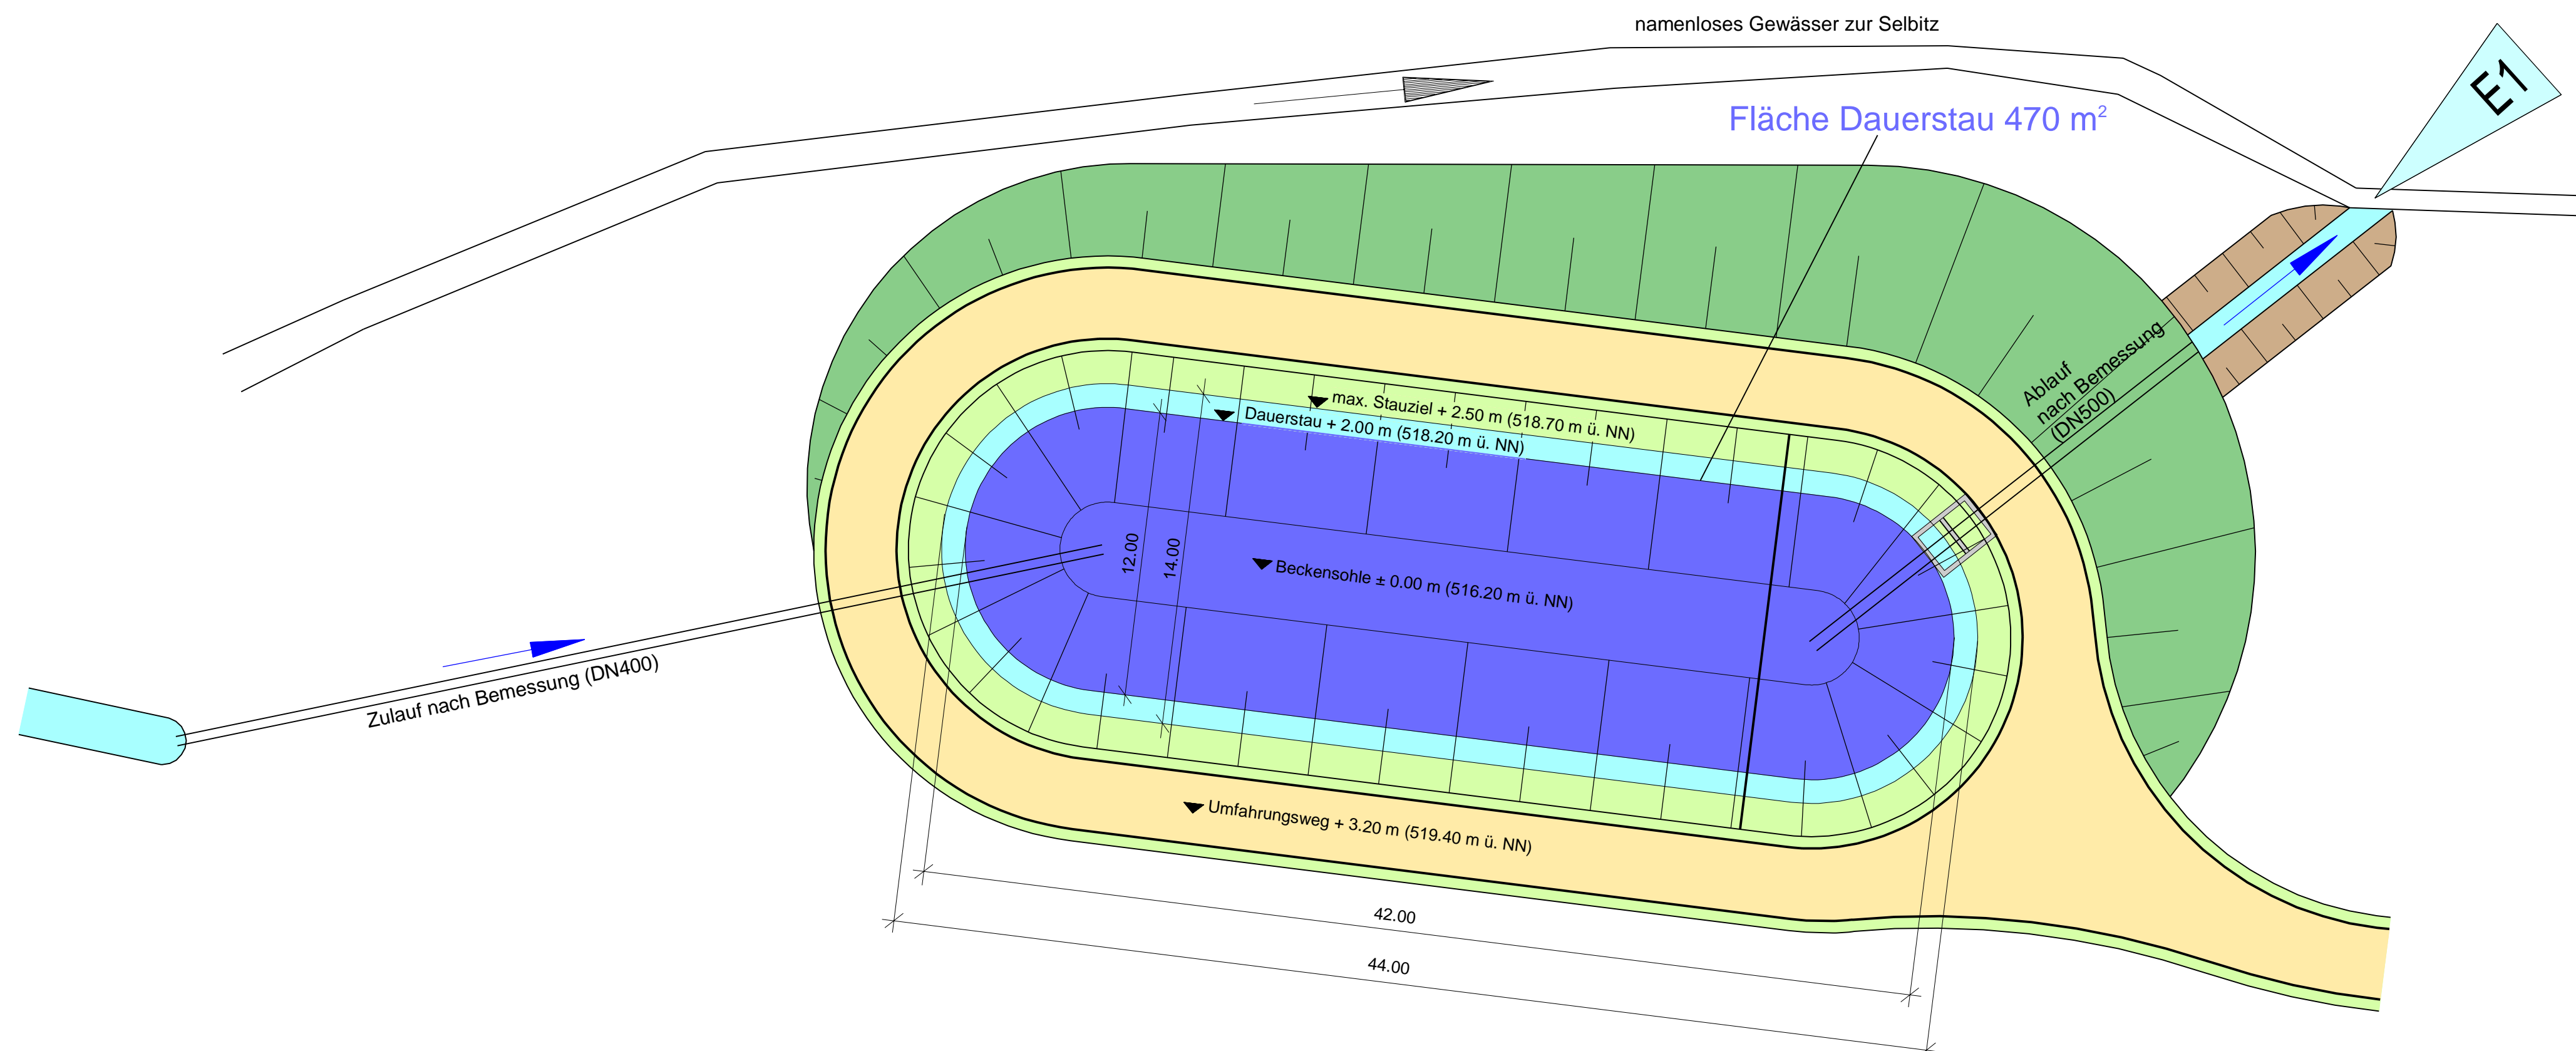 namenloses Gewässer zur Selbitz
E1
Fläche Dauerstau 470 m²
Ablauf
nach Bemessung
(DN500)
max. Stauziel + 2.50 m (518.70 m ü. NN)
Dauerstau + 2.00 m (518.20 m ü. NN)
12.00
14.00
Beckensohle ± 0.00 m (516.20 m ü. NN)
Zulauf nach Bemessung (DN400)
Umfahrungsweg + 3.20 m (519.40 m ü. NN)
42.00
44.00